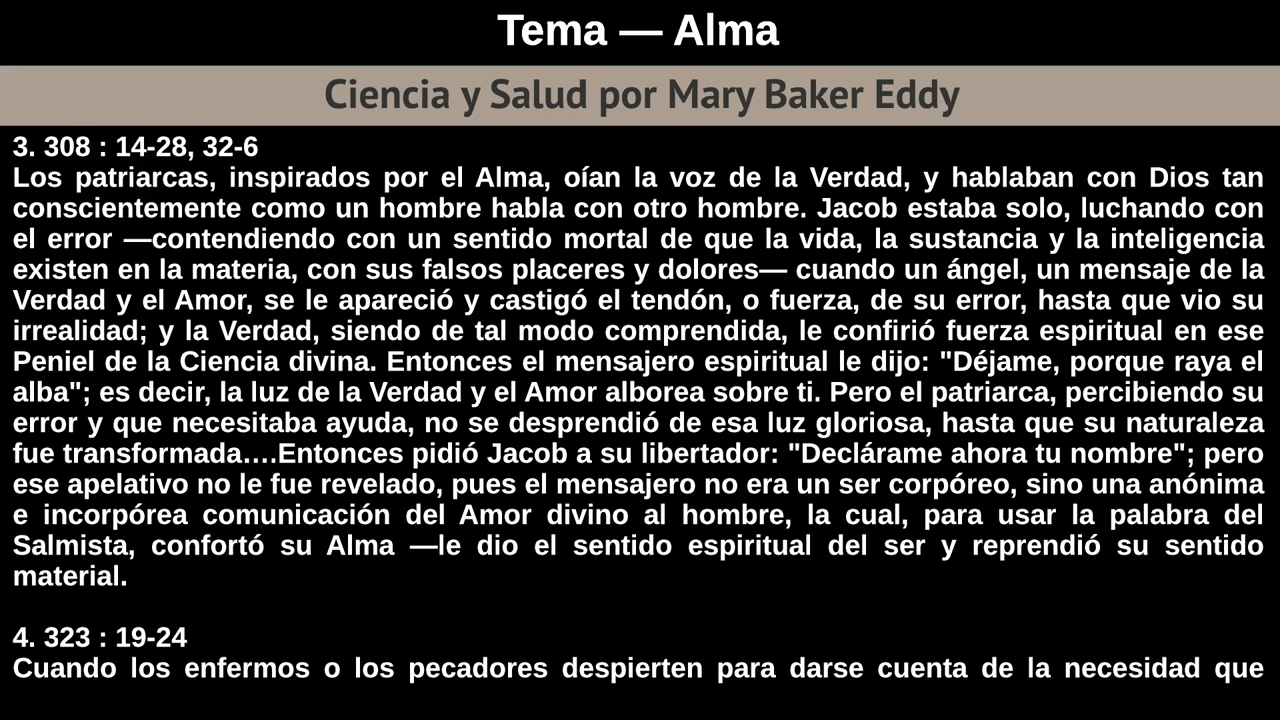 Tema — Alma
Ciencia y Salud por Mary Baker Eddy
3. 308 : 14-28, 32-6
Los patriarcas, inspirados por el Alma, oían la voz de la Verdad, y hablaban con Dios tan
conscientemente como un hombre habla con otro hombre. Jacob estaba solo, luchando con
el error —contendiendo con un sentido mortal de que la vida, la sustancia y la inteligencia
existen en la materia, con sus falsos placeres y dolores— cuando un ángel, un mensaje de la
Verdad y el Amor, se le apareció y castigó el tendón, o fuerza, de su error, hasta que vio su
irrealidad; y la Verdad, siendo de tal modo comprendida, le confirió fuerza espiritual en ese
Peniel de la Ciencia divina. Entonces el mensajero espiritual le dijo: "Déjame, porque raya el
alba"; es decir, la luz de la Verdad y el Amor alborea sobre ti. Pero el patriarca, percibiendo su
error y que necesitaba ayuda, no se desprendió de esa luz gloriosa, hasta que su naturaleza
fue transformada….Entonces pidió Jacob a su libertador: "Declárame ahora tu nombre"; pero
ese apelativo no le fue revelado, pues el mensajero no era un ser corpóreo, sino una anónima
e incorpórea comunicación del Amor divino al hombre, la cual, para usar la palabra del
Salmista, confortó su Alma —le dio el sentido espiritual del ser y reprendió su sentido
material.
4. 323 : 19-24
Cuando los enfermos o los pecadores despierten para darse cuenta de la necesidad que